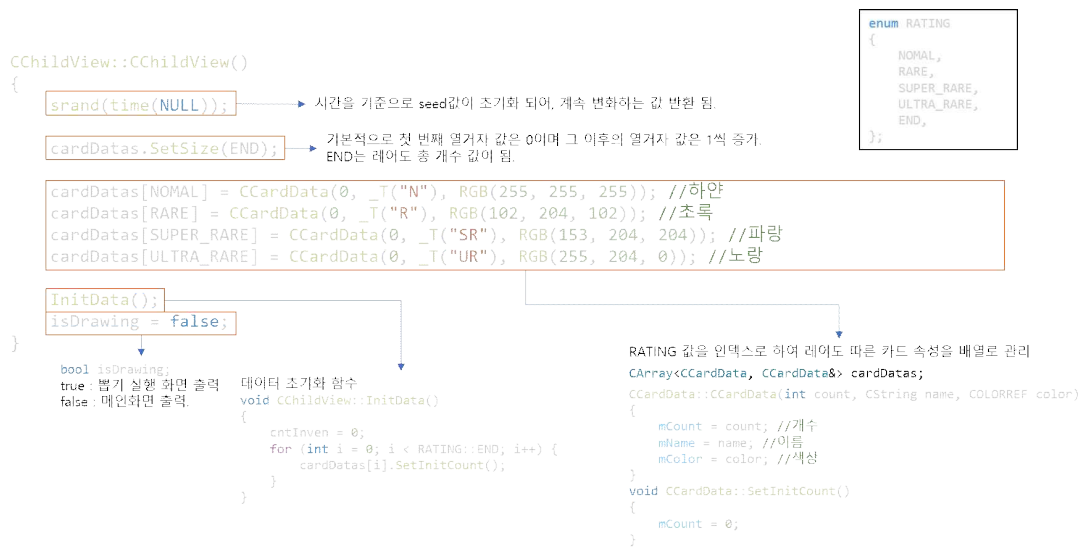 enum RATING
{
NOMAL,
RARE,
SUPER_RARE,
ULTRA_RARE,
END,
};
CChildView::CChildView()
{
srand(time(NULL));
시간을 기준으로 seed값이 초기화 되어, 계속 변화하는 값 반환 됨.
cardDatas.SetSize(END);
기본적으로 첫 번째 열거자 값은 0이며 그 이후의 열거자 값은 1씩 증가.
END는 레어도 총 개수 값이 됨.
cardDatas[NOMAL] = CCardData(0, _T("N"), RGB(255, 255, 255)); //하얀
cardDatas[RARE] = CCardData(0, _T("R"), RGB(102, 204, 102)); //초록
cardDatas[SUPER_RARE] = CCardData(0, _T("SR"), RGB(153, 204, 204)); //파랑
cardDatas[ULTRA_RARE] = CCardData(0, _T("UR"), RGB(255, 204, 0)); //노랑
InitData();
isDrawing = false;
}
bool isDrawing;
true : 뽑기 실행 화면 출력
false : 메인화면 출력.
데이터 초기화 함수
void CChildView::InitData()
{
cntInven = 0;
for (int i = 0; i < RATING::END; i++) {
cardDatas[i].SetInitCount();
}
}
RATING 값을 인덱스로 하여 레어도 따른 카드 속성을 배열로 관리
CArray<CCardData, CCardData&> cardDatas;
CCardData::CCardData(int count, CString name, COLORREF color)
{
mCount = count; //개수
mName = name; //이름
mColor = color; //색상
}
void CCardData::SetInitCount()
{
mCount = 0;
}